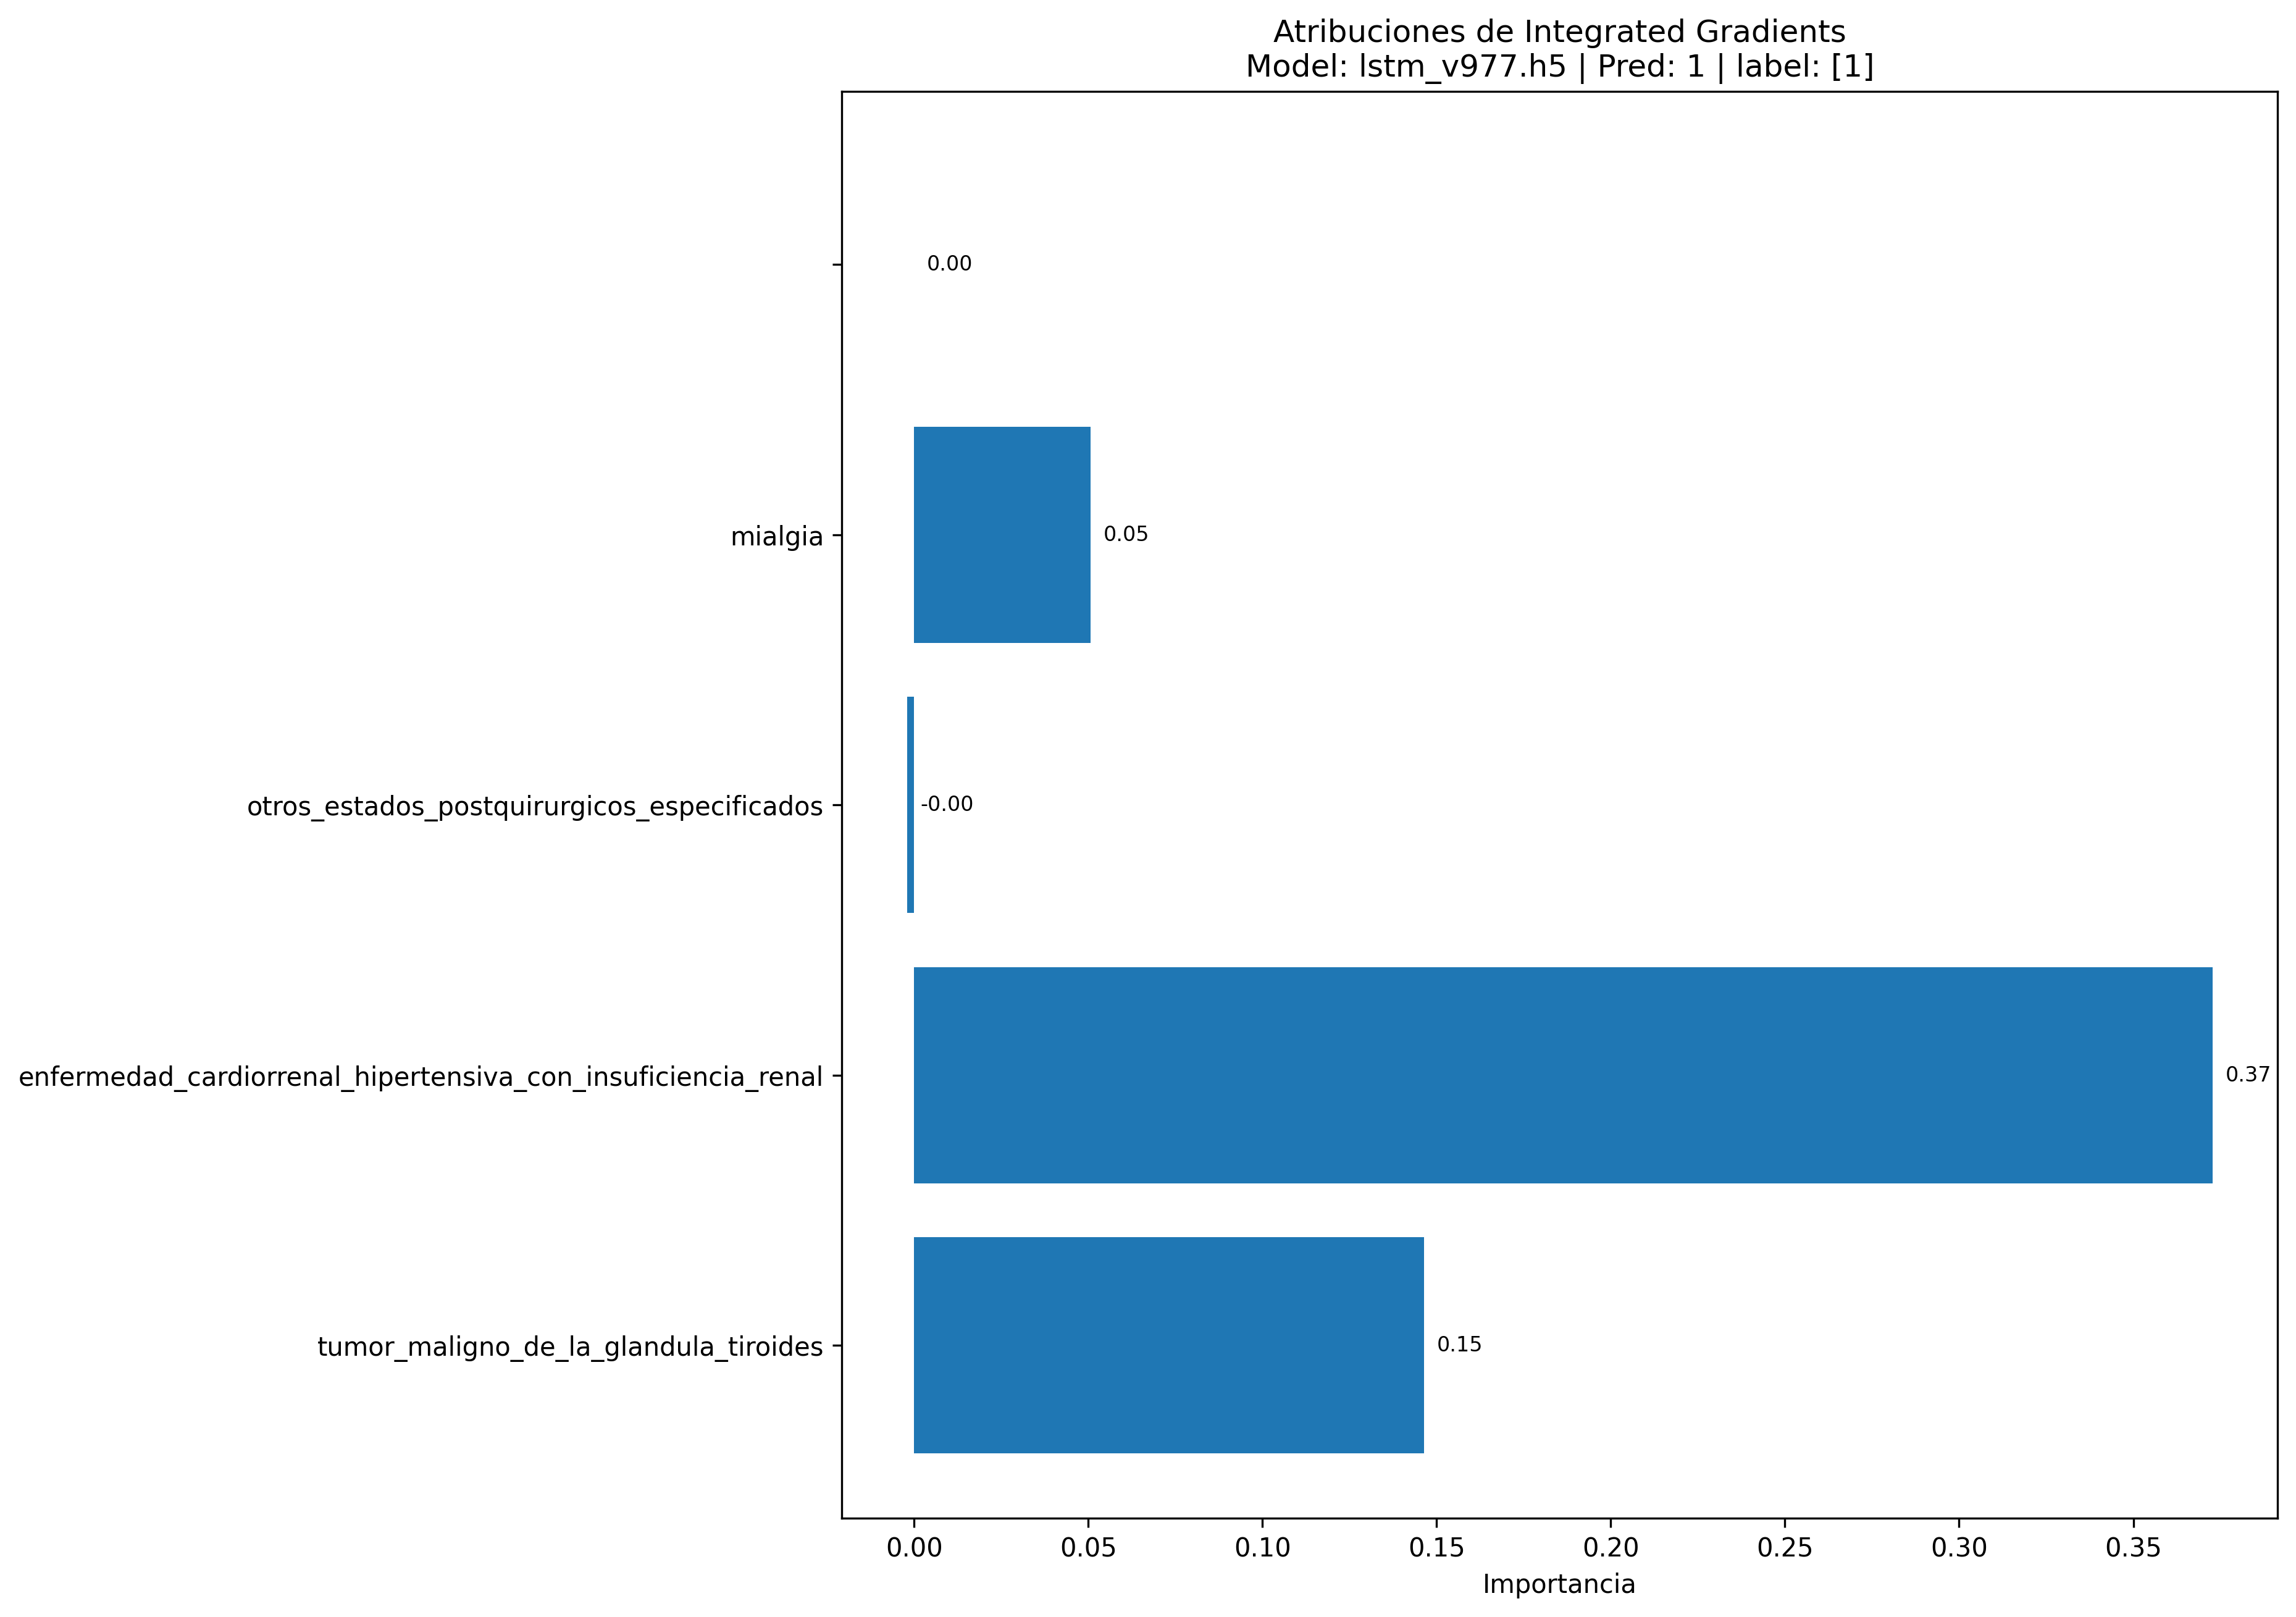 Atribuciones de Integrated Gradients
Model: lstm_v977.h5 | Pred: 1 | label: [1]
0.00
mialgia
0.05
otros_estados_postquirurgicos_especificados
-0.00
enfermedad_cardiorrenal_hipertensiva_con_insuficiencia_renal
0.37
tumor_maligno_de_la_glandula_tiroides
0.15
0.00 0.05 0.10 0.15 0.20 0.25 0.30 0.35
Importancia